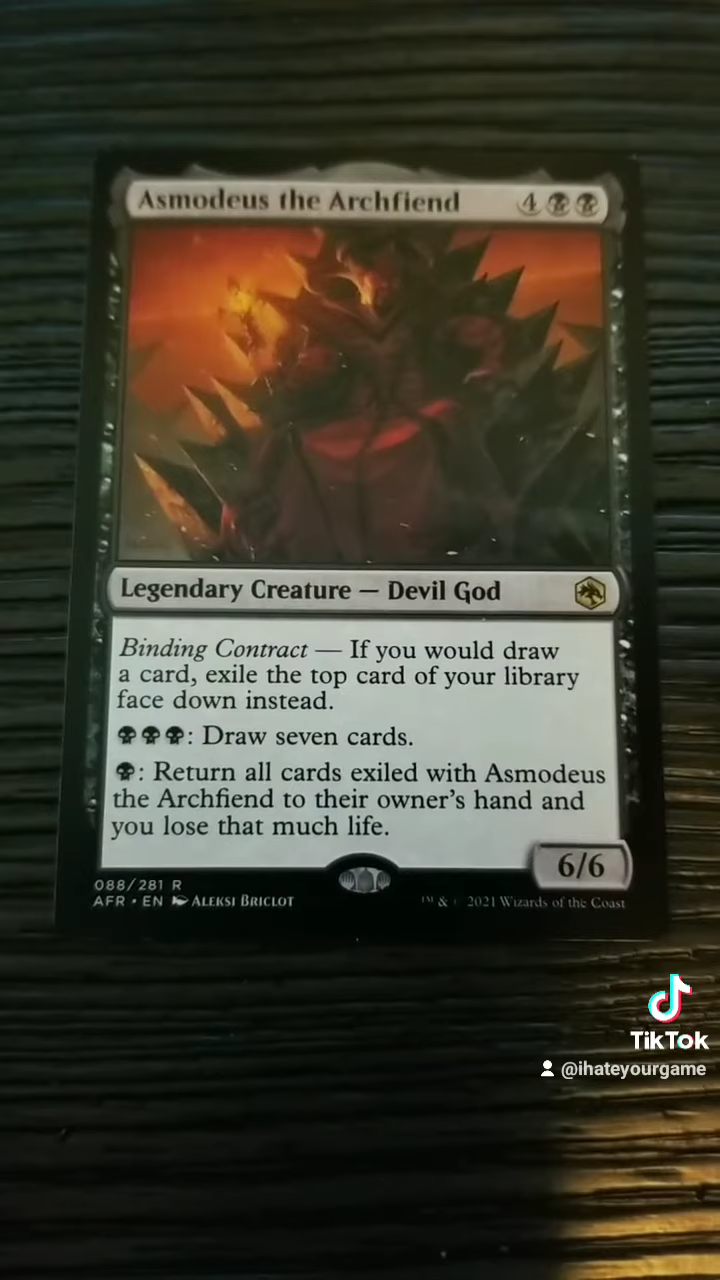 Asmodeus the Archfiend 4
Legendary Creature — Devil God
Binding Contract — If you would draw
a card, exile the top card of your library
face down instead.
: Draw seven cards.
: Return all cards exiled with Asmodeus
the Archfiend to their owner's hand and
you lose that much life.
6/6
088/281 R
AFR • EN ALEKSI BRICLOT
™ & © 2021 Wizards of the Coast
TikTok
@ihateyourgame